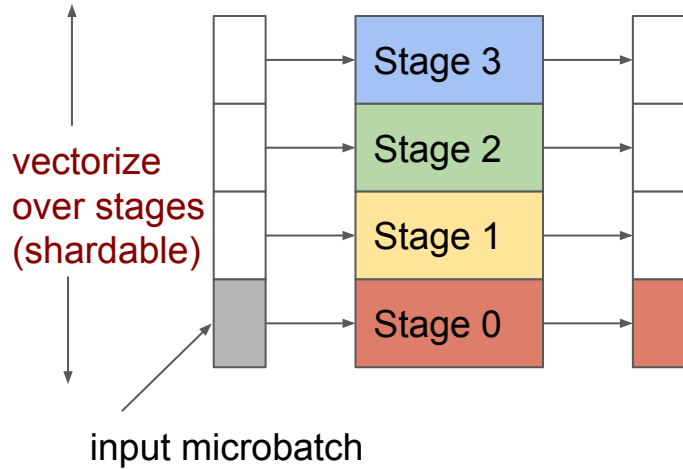 Stage 3
Stage 2
vectorize
over stages
(shardable)
Stage 1
Stage 0
input microbatch